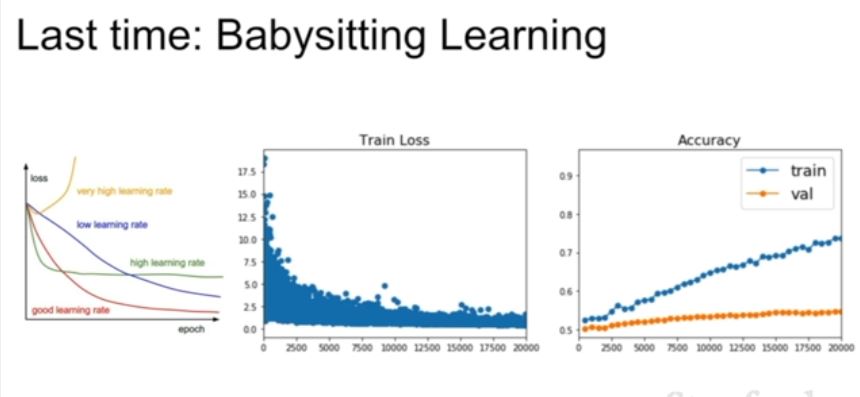 Last time: Babysitting Learning
loss
very high learning rate
low learning rate
high learning rate
good learning rate
epoch
Train Loss
17.5
15.0
12.5
10.0
7.5
5.0
2.5
0.0
0 2500 5000 7500 10000 12500 15000 17500 20000
Accuracy
train
val
0.9
0.8
0.7
0.6
0.5
0 2500 5000 7500 10000 12500 15000 17500 20000